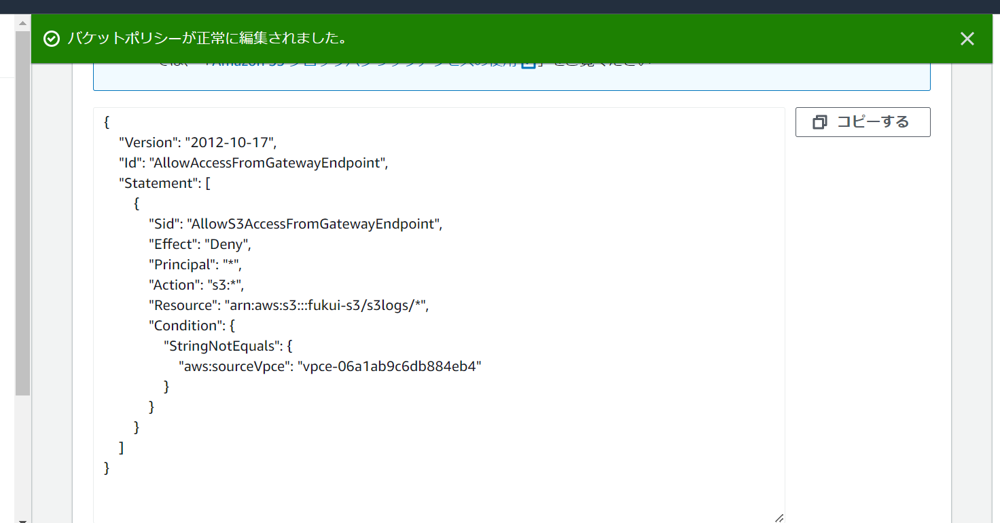 バケットポリシーが正常に編集されました。
{
"Version": "2012-10-17",
"Id": "AllowAccessFromGatewayEndpoint",
"Statement": [
{
"Sid": "AllowS3AccessFromGatewayEndpoint",
"Effect": "Deny",
"Principal": "*",
"Action": "s3:*",
"Resource": "arn:aws:s3:::fukui-s3/s3logs/*",
"Condition": {
"StringNotEquals": {
"aws:sourceVpce": "vpce-06a1ab9c6db884eb4"
}
}
}
]
}
コピーする